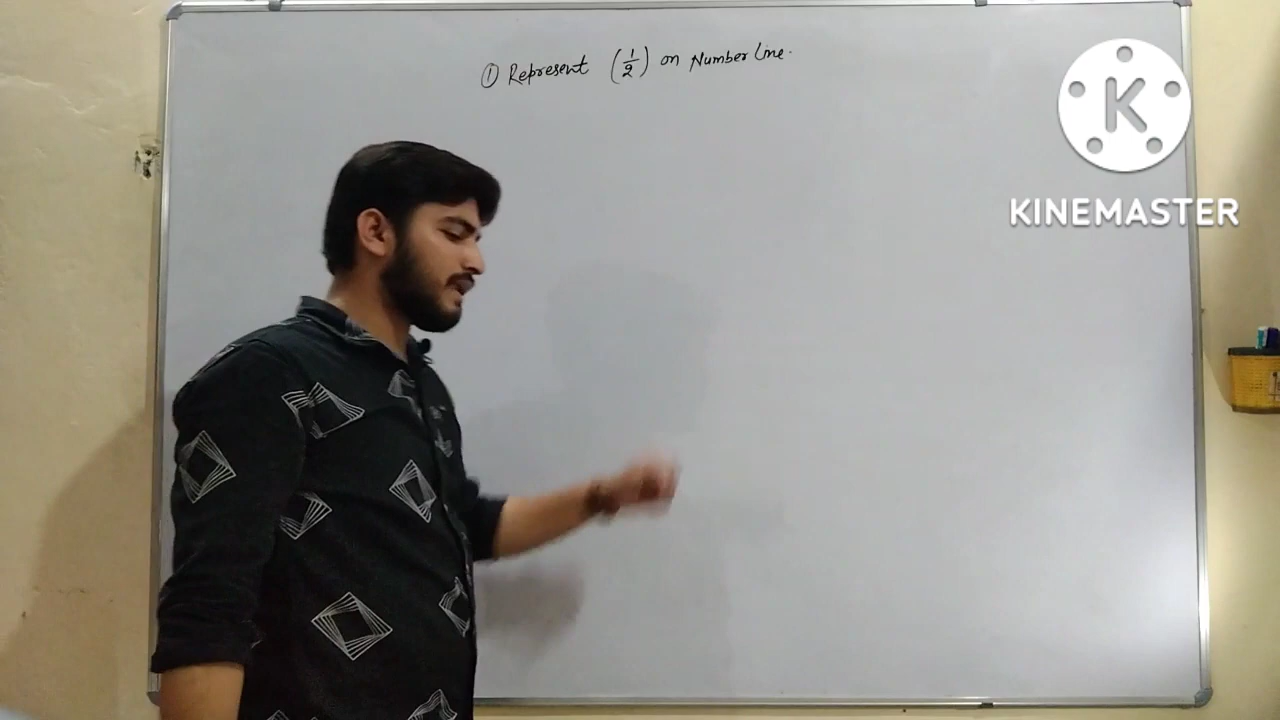 ① Represent (1/2) on Number line.
K
KINEMASTER